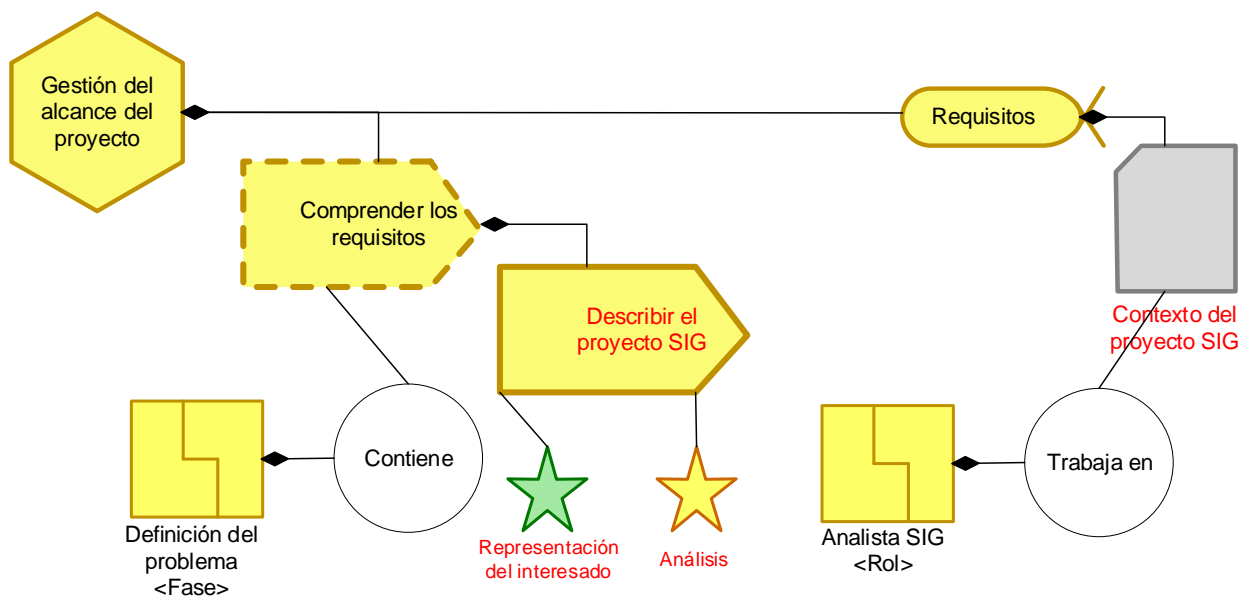 Gestión del
alcance del
proyecto
Requisitos
Comprender los
requisitos
Describir el
proyecto SIG
Contexto del
proyecto SIG
Contiene
Trabaja en
Definición del
problema
<Fase>
Representación
del interesado
Análisis
Analista SIG
<Rol>